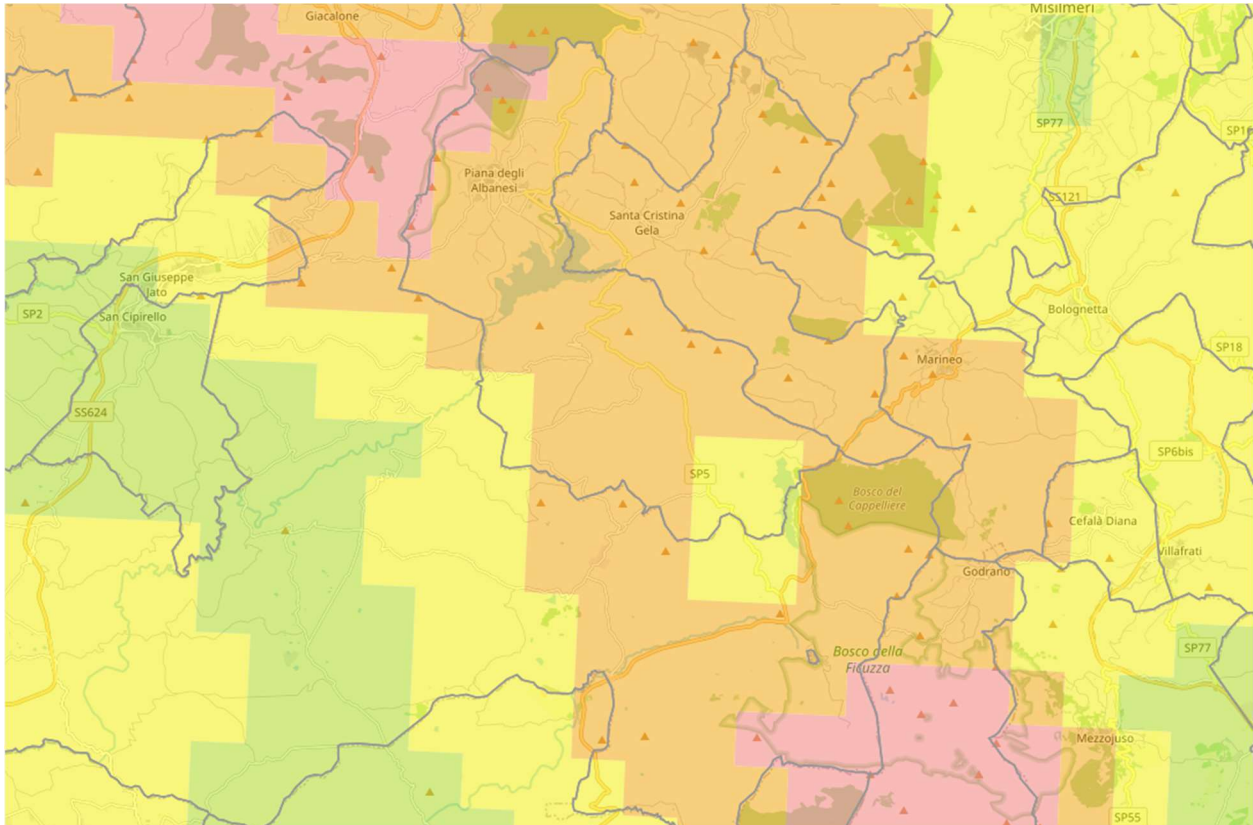 Giacalone
Misilmeri
SP77
SP16
Piana degli
Albanesi
SS121
Santa Cristina
Gela
San Giuseppe
Jato
SP2
San Cipirello
Bolognetta
SP18
Marineo
SS624
SP6bis
SP5
Bosco del
Cappelliere
Cefalà Diana
Villafrati
Godrano
Bosco della
Ficuzza
SP77
Mezzojuso
SP55